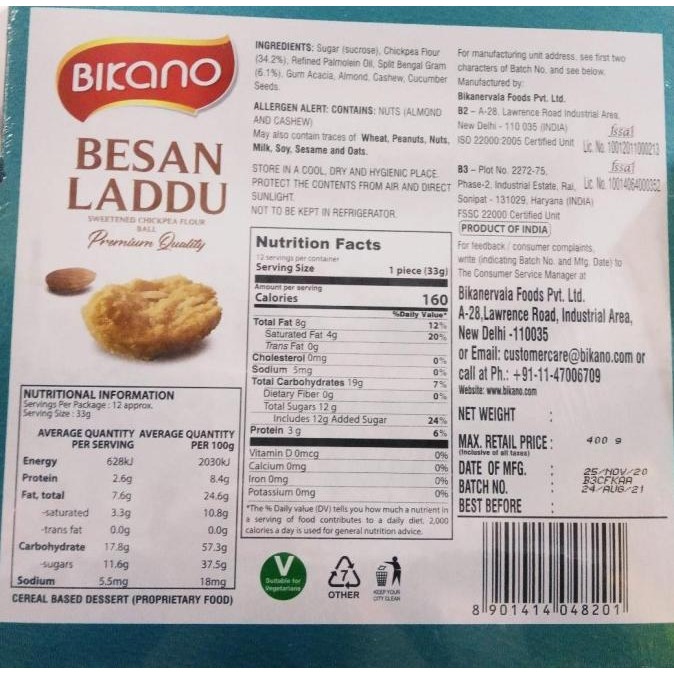 BIKANO
BESAN
LADDU
SWEETENED CHICKPEA FLOUR
BALL
Premium Quality
NUTRITIONAL INFORMATION
Servings Per Package : 12 approx.
Serving Size : 33g
AVERAGE QUANTITY PER SERVING AVERAGE QUANTITY PER 100g
Energy 628kJ 2030kJ
Protein 2.6g 8.4g
Fat, total 7.6g 24.6g
-saturated 3.3g 10.8g
-trans fat 0.0g 0.0g
Carbohydrate 17.8g 57.3g
-sugars 11.6g 37.5g
Sodium 5.5mg 18mg
CEREAL BASED DESSERT (PROPRIETARY FOOD)
INGREDIENTS: Sugar (sucrose), Chickpea Flour
(34.2%), Refined Palmolein Oil, Split Bengal Gram
(6.1%), Gum Acacia, Almond, Cashew, Cucumber
Seeds.
ALLERGEN ALERT: CONTAINS: NUTS (ALMOND
AND CASHEW)
May also contain traces of Wheat, Peanuts, Nuts,
Milk, Soy, Sesame and Oats.
STORE IN A COOL, DRY AND HYGIENIC PLACE.
PROTECT THE CONTENTS FROM AIR AND DIRECT
SUNLIGHT.
NOT TO BE KEPT IN REFRIGERATOR.
Nutrition Facts
12 servings per container
Serving Size 1 piece (33g)
Amount per serving
Calories 160
%Daily Value*
Total Fat 8g 12%
Saturated Fat 4g 20%
Trans Fat 0g
Cholesterol 0mg 0%
Sodium 5mg 0%
Total Carbohydrates 19g 7%
Dietary Fiber 0g 0%
Total Sugars 12 g
Includes 12g Added Sugar 24%
Protein 3 g 6%
Vitamin D 0mcg 0%
Calcium 0mg 0%
Iron 0mg 0%
Potassium 0mg 0%
*The % Daily value (DV) tells you how much a nutrient in
a serving of food contributes to a daily diet. 2,000
calories a day is used for general nutrition advice.
V
Suitable for
Vegetarians
7
OTHER
KEEP YOUR
CITY CLEAN
For manufacturing unit address, see first two
characters of Batch No. and see below.
Manufactured by:
Bikanervala Foods Pvt. Ltd.
B2 – A-28, Lawrence Road Industrial Area,
New Delhi - 110 035 (INDIA) fssai
ISO 22000:2005 Certified Unit Lic. No. 10012011000213
B3 – Plot No. 2272-75, fssai
Phase-2, Industrial Estate, Rai, Lic. No. 10014064000352
Sonipat - 131029, Haryana (INDIA)
FSSC 22000 Certified Unit
PRODUCT OF INDIA
For feedback / consumer complaints,
write (indicating Batch No. and Mfg. Date) to
The Consumer Service Manager at
Bikanervala Foods Pvt. Ltd.
A-28,Lawrence Road, Industrial Area,
New Delhi -110035
or Email: customercare@bikano.com or
call at Ph.: +91-11-47006709
Website: www.bikano.com
NET WEIGHT :
MAX. RETAIL PRICE : 400 g
(Inclusive of all taxes)
DATE OF MFG. : 25/NOV/20
BATCH NO. : B3CFKAA
BEST BEFORE : 24/AUG/21
8 901414 048201